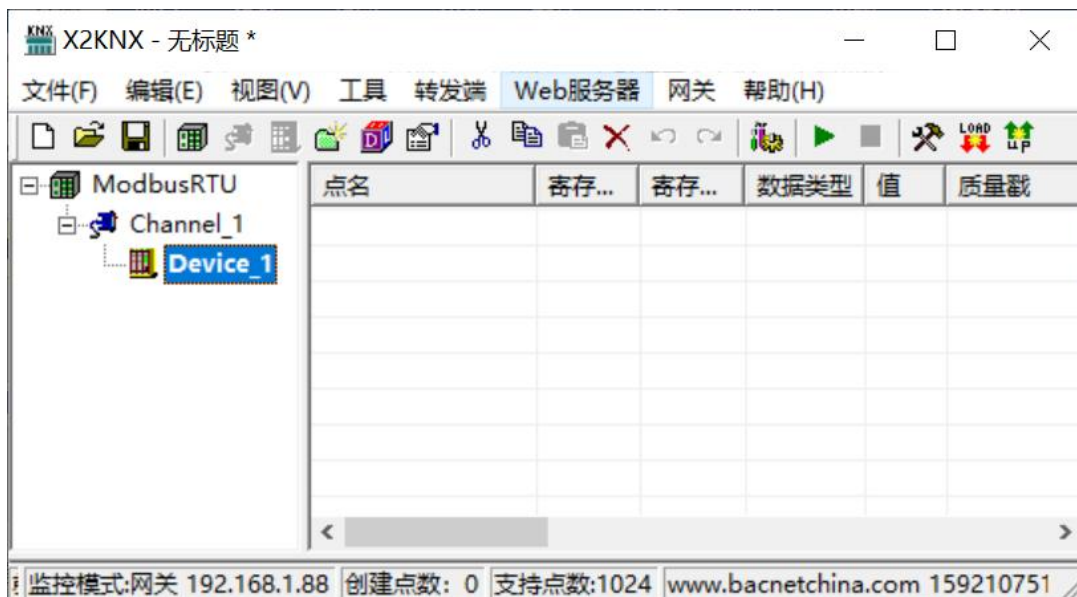 KNX X2KNX - 无标题 *
文件(F) 编辑(E) 视图(V) 工具 转发端 Web服务器 网关 帮助(H)
D LOAD UP
ModbusRTU 点名 寄存... 寄存... 数据类型 值 质量戳
Channel_1
Device_1
监控模式:网关 192.168.1.88 创建点数: 0 支持点数:1024 www.bacnetchina.com 159210751